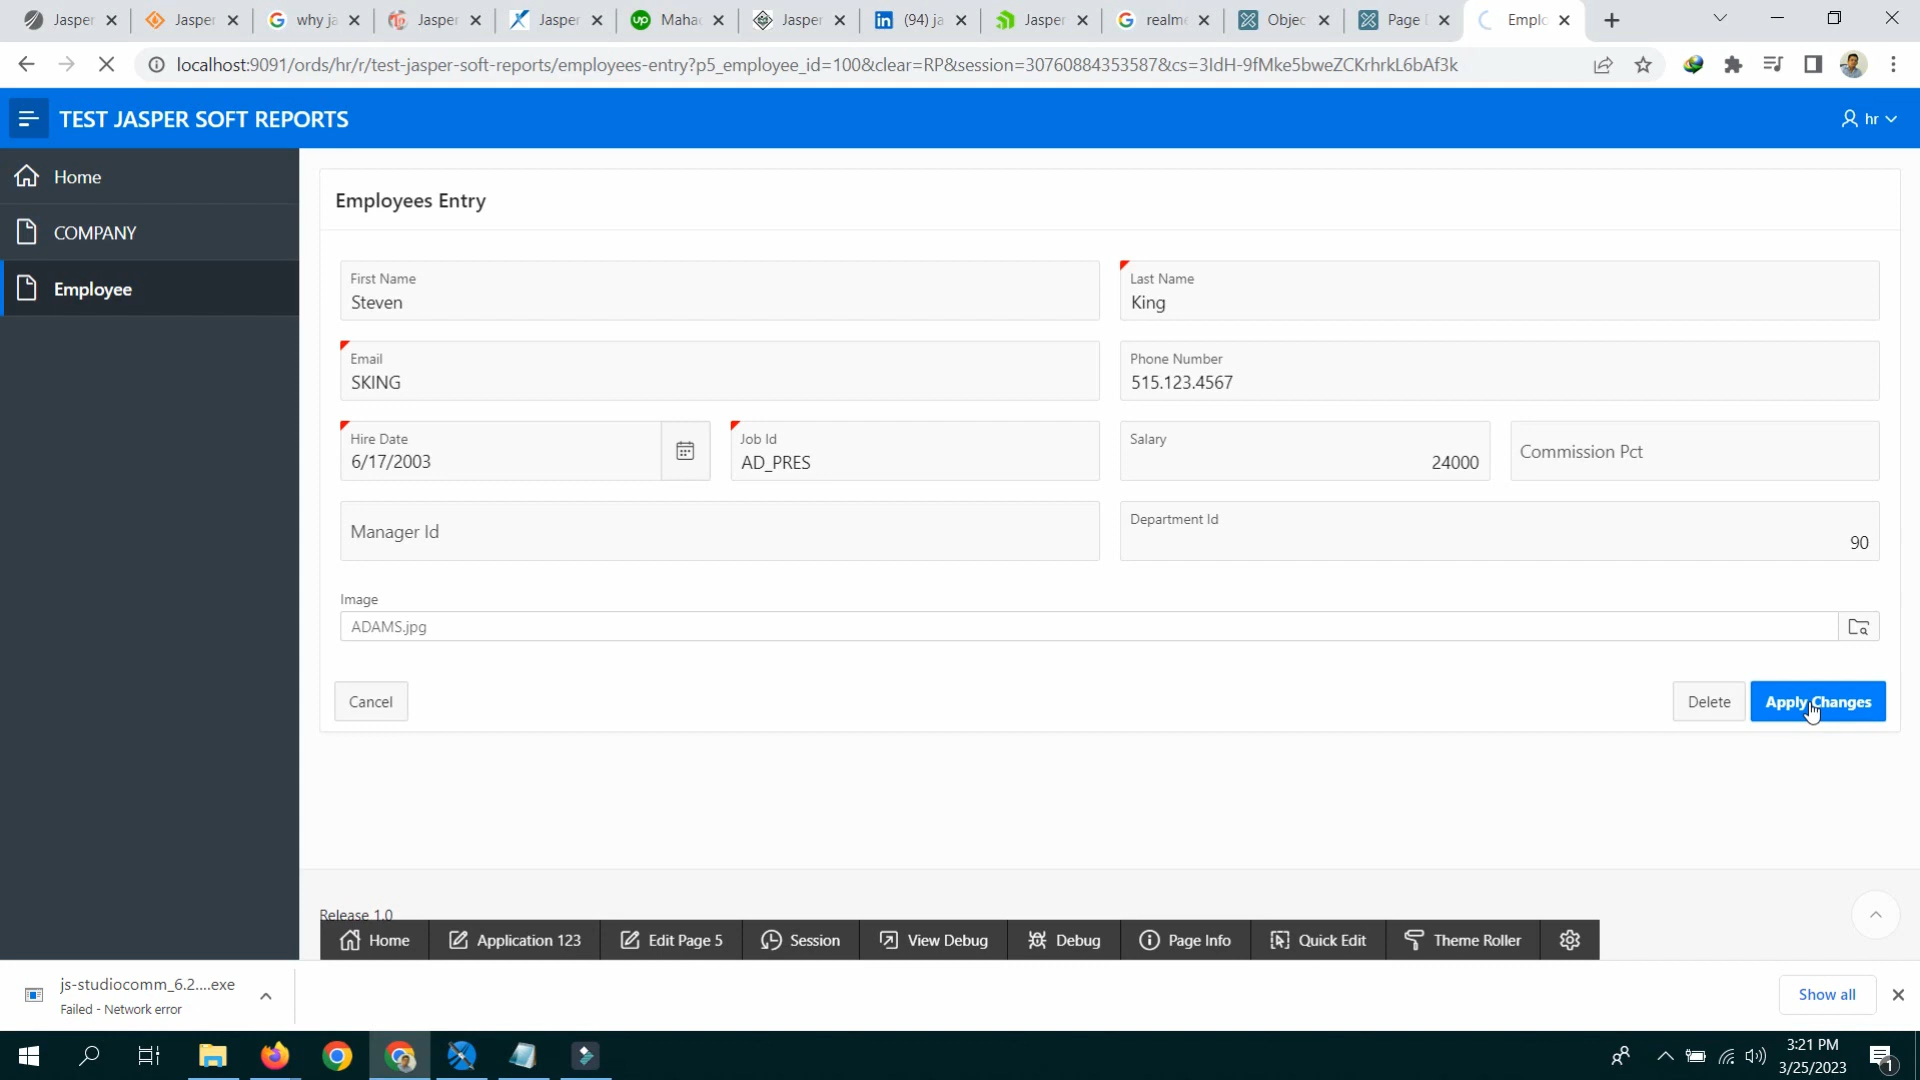 Jasper
Jasper
why ja
Jasper
Jasper
up Mahad
Jasper
in (94) ja
Jasper
realme
Objec
Page D
Emplo
localhost:9091/ords/hr/r/test-jasper-soft-reports/employees-entry?p5_employee_id=100&clear=RP&session=30760884353587&cs=3IdH-9fMke5bweZCKrhrkL6bAf3k
TEST JASPER SOFT REPORTS
hr
Home
COMPANY
Employee
Employees Entry
First Name
Steven
Last Name
King
Email
SKING
Phone Number
515.123.4567
Hire Date
6/17/2003
Job Id
AD_PRES
Salary
24000
Commission Pct
Manager Id
Department Id
90
Image
ADAMS.jpg
Cancel
Delete
Apply Changes
Release 1.0
Home
Application 123
Edit Page 5
Session
View Debug
Debug
Page Info
Quick Edit
Theme Roller
js-studiocomm_6.2....exe
Failed - Network error
Show all
3:21 PM
3/25/2023
1